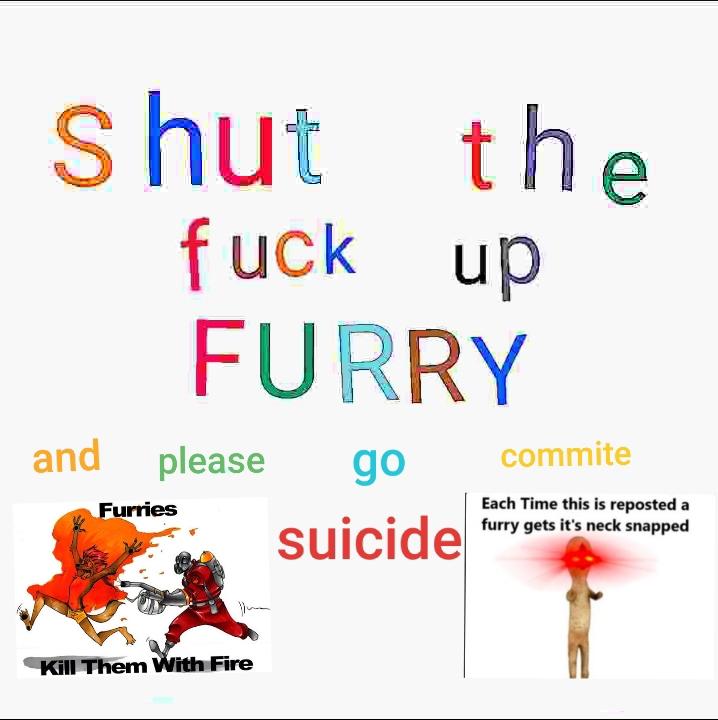 Shut the
fuck up
FURRY
and please go commite
suicide
Furries
Kill Them With Fire
Each Time this is reposted a
furry gets it's neck snapped